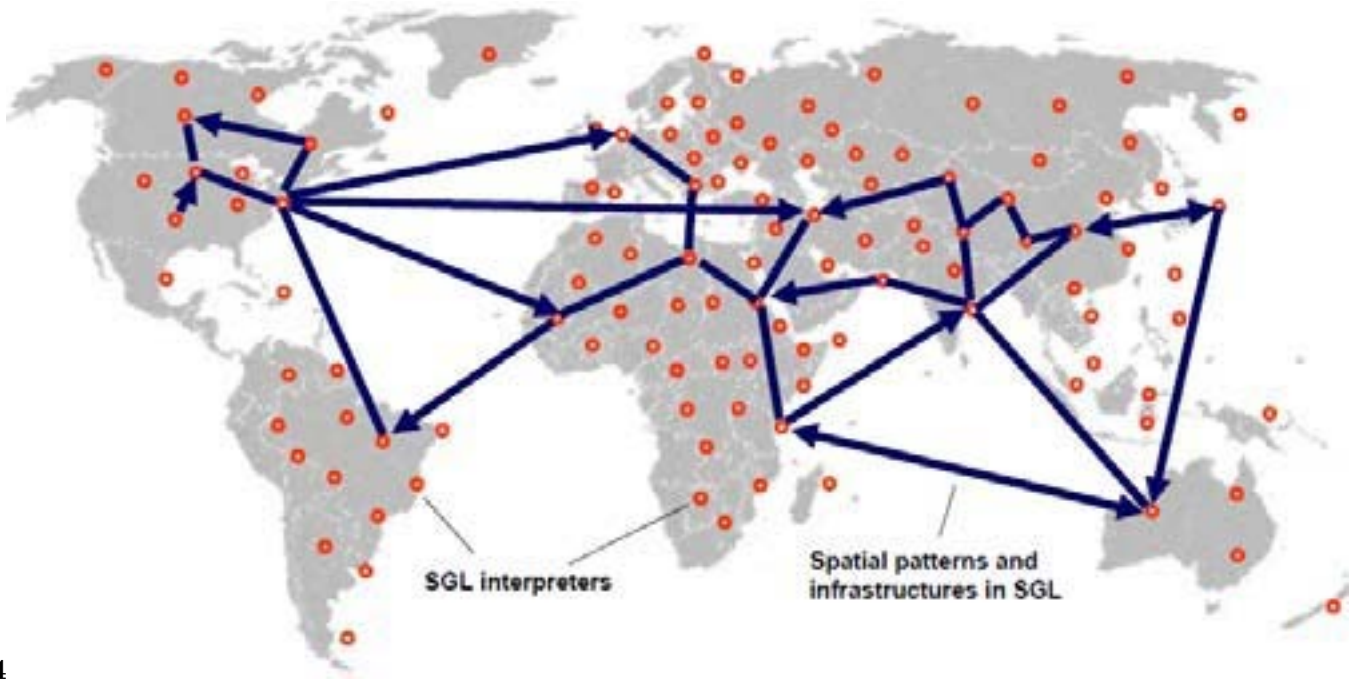 SGL interpreters
Spatial patterns and
infrastructures in SGL
4